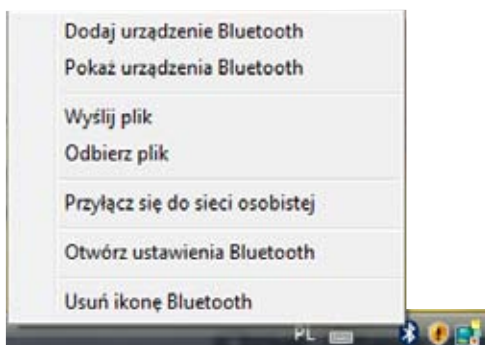 Dodaj urządzenie Bluetooth
Pokaż urządzenia Bluetooth
Wyślij plik
Odbierz plik
Przyłącz się do sieci osobistej
Otwórz ustawienia Bluetooth
Usuń ikonę Bluetooth
PL